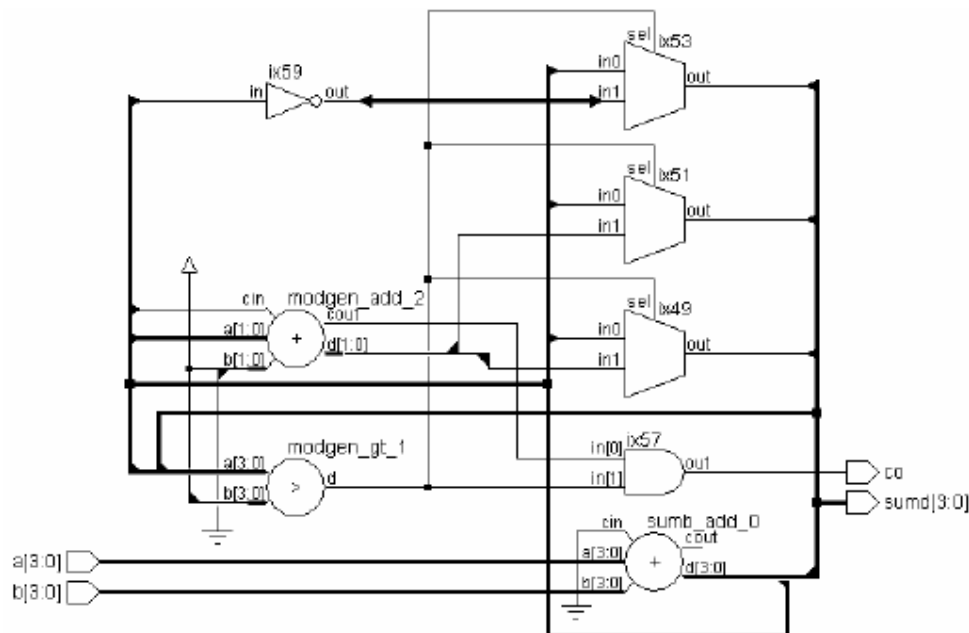 sel
ix53
in0
out
in1
ix59
in
out
sel
ix51
in0
out
in1
modgen_add_2
cin
cout
a[1:0]
+
d[1:0]
b[1:0]
sel
ix49
in0
out
in1
modgen_gt_1
a[3:0]
>
d
b[3:0]
ix57
in[0]
out
in[1]
co
sumd[3:0]
sumb_add_0
cin
cout
a[3:0]
+
d[3:0]
b[3:0]
a[3:0]
b[3:0]